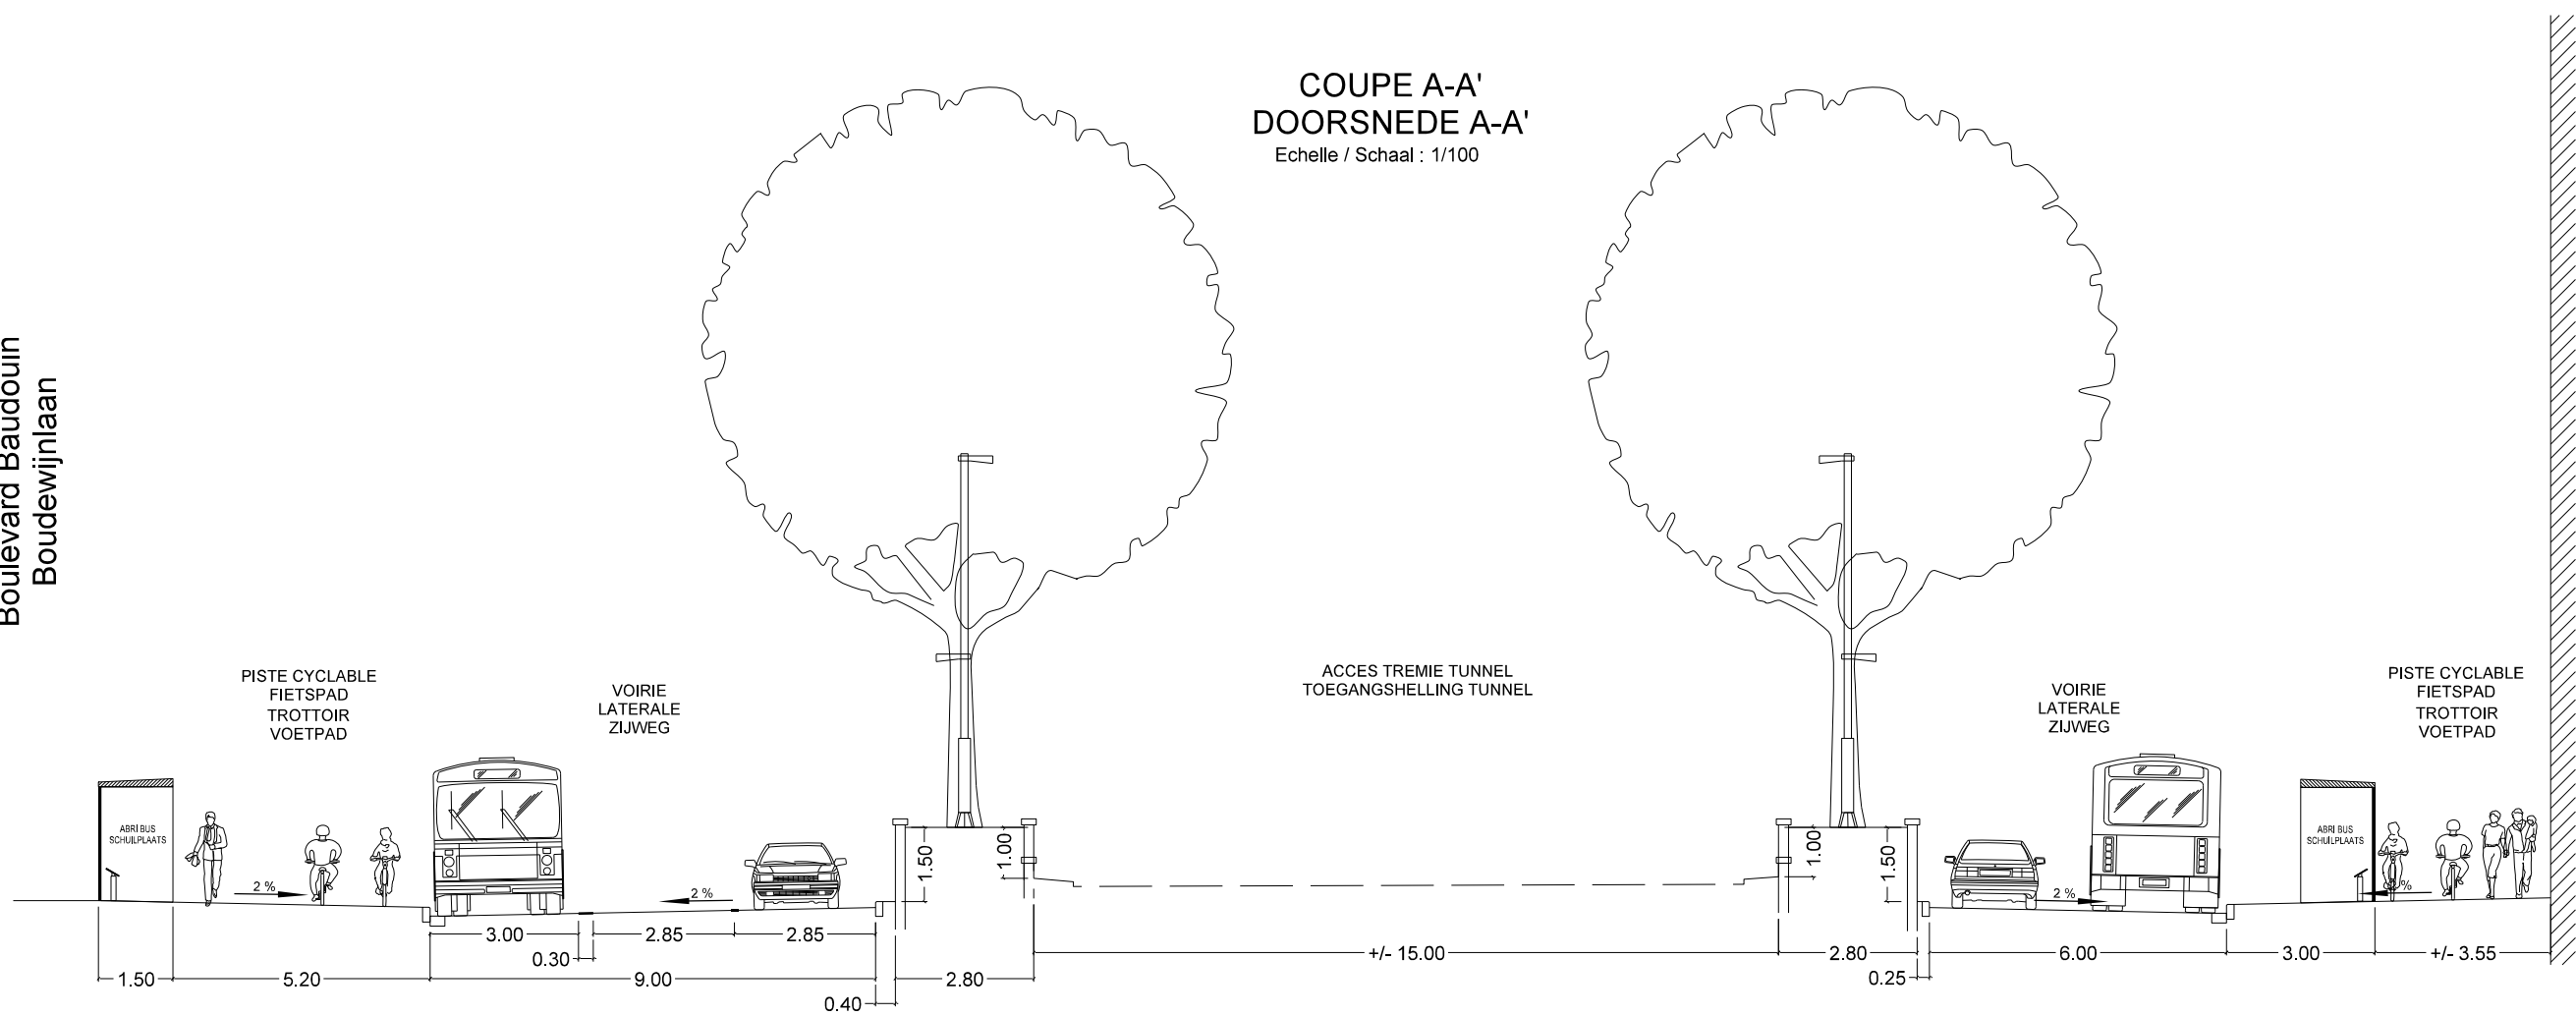 COUPE A-A'
DOORSNEDE A-A'
Echelle / Schaal : 1/100
Boulevard Baudouin
Boudewijnlaan
PISTE CYCLABLE
FIETSPAD
TROTTOIR
VOETPAD
VOIRIE
LATERALE
ZIJWEG
ACCES TREMIE TUNNEL
TOEGANGSHELLING TUNNEL
VOIRIE
LATERALE
ZIJWEG
PISTE CYCLABLE
FIETSPAD
TROTTOIR
VOETPAD
ABRI BUS
SCHUILPLAATS
2 %
2 %
1.50
1.00
1.00
1.50
2 %
ABRI BUS
SCHUILPLAATS
%
3.00
2.85
2.85
0.30
1.50
5.20
9.00
0.40
2.80
+/- 15.00
2.80
0.25
6.00
3.00
+/- 3.55